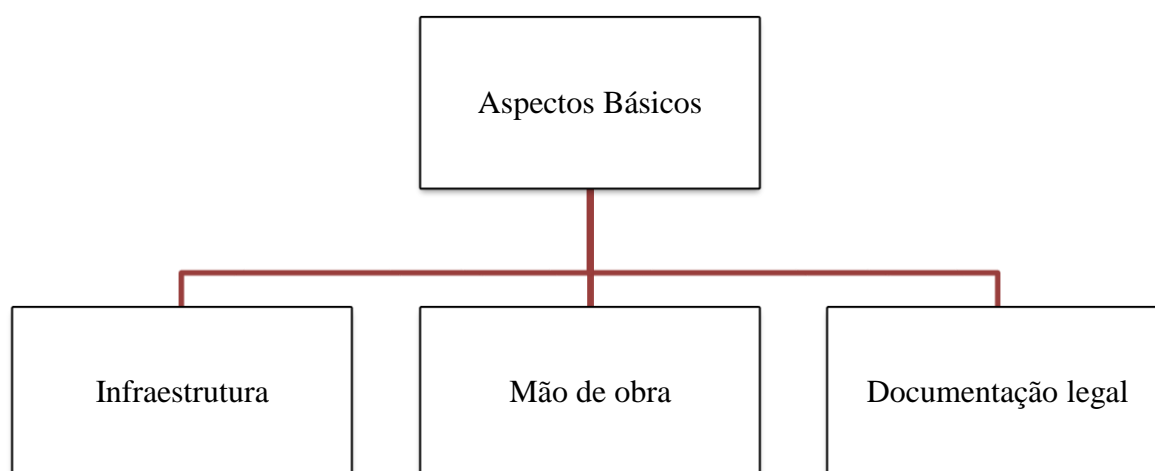 Aspectos Básicos
Infraestrutura
Mão de obra
Documentação legal